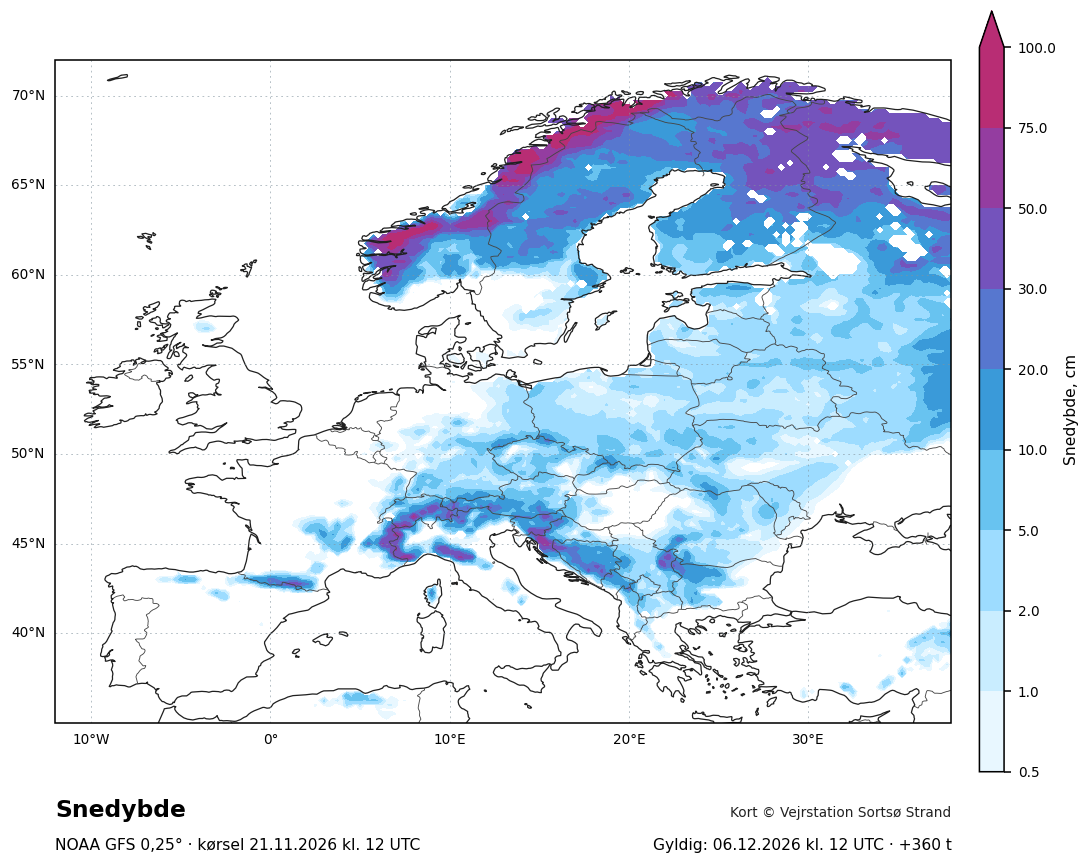 100.0
75.0
50.0
30.0
20.0
10.0
5.0
2.0
1.0
0.5
Snedybde, cm
70°N
65°N
60°N
55°N
50°N
45°N
40°N
10°W 0° 10°E 20°E 30°E
Snedybde
Kort © Vejrstation Sortsø Strand
NOAA GFS 0,25° · kørsel 21.11.2026 kl. 12 UTC
Gyldig: 06.12.2026 kl. 12 UTC · +360 t